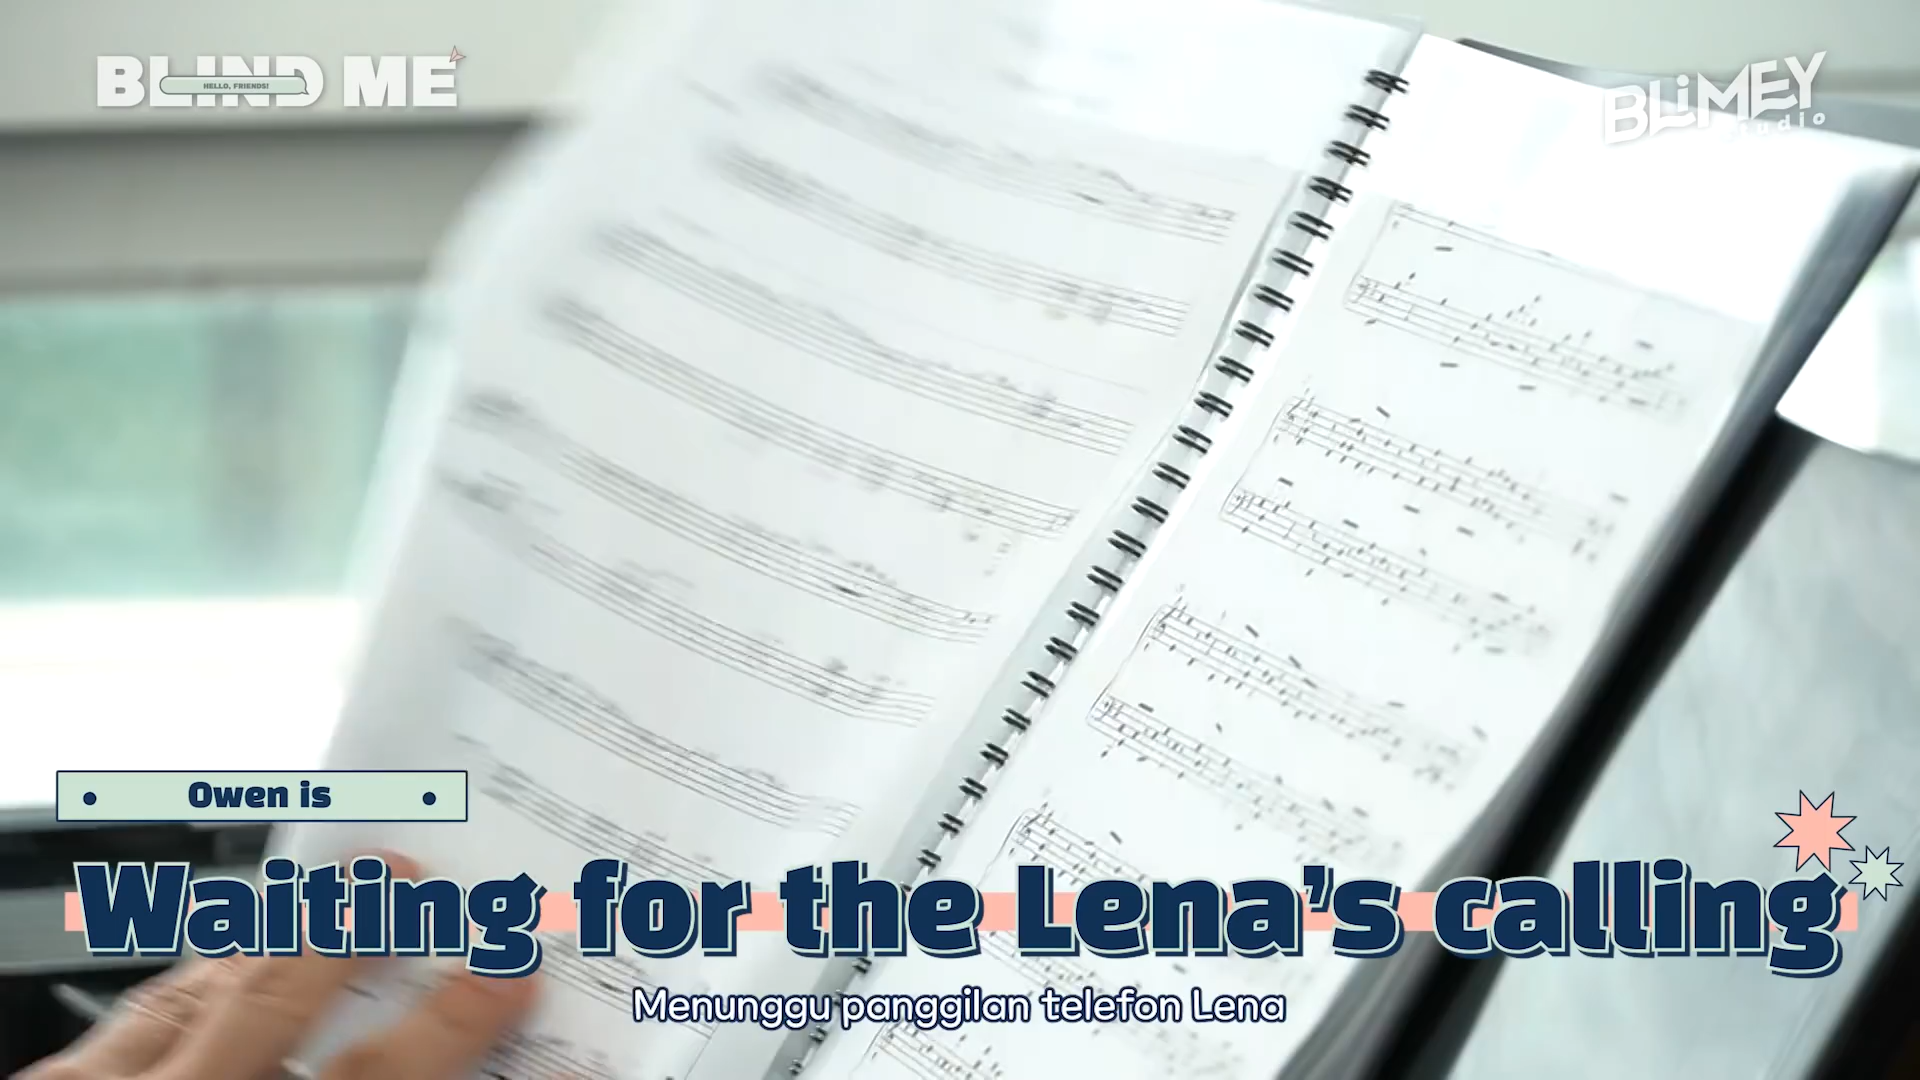 BLIND ME
HELLO, FRIENDS!
BLiMEY
studio
Owen is
Waiting for the Lena's calling
Menunggu panggilan telefon Lena